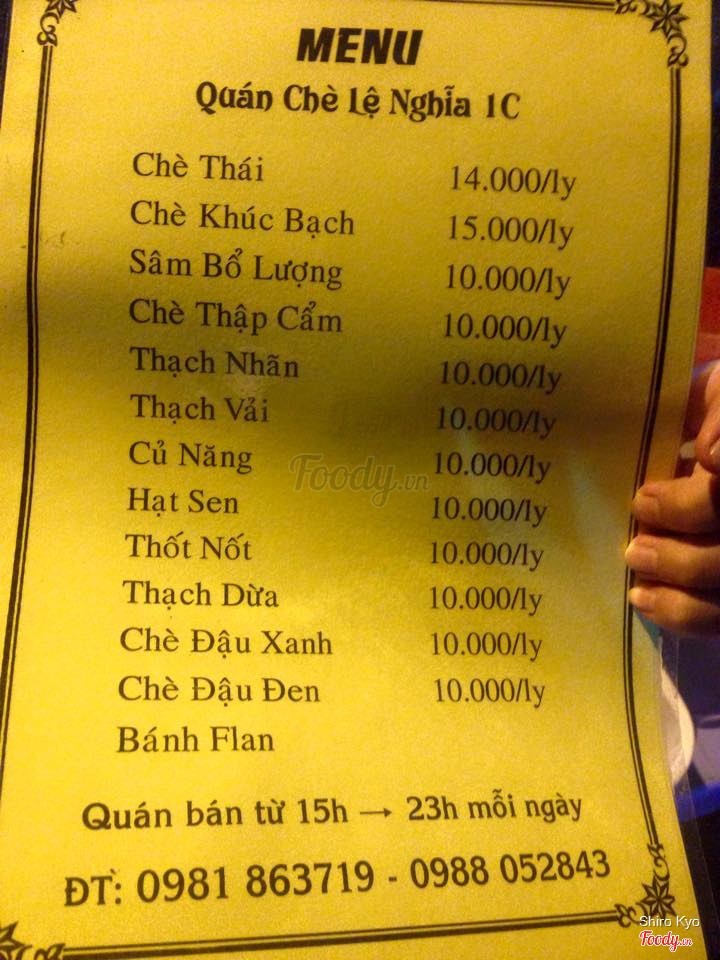 MENU
Quán Chè Lệ Nghĩa 1C
Chè Thái 14.000/ly
Chè Khúc Bạch 15.000/ly
Sâm Bổ Lượng 10.000/ly
Chè Thập Cẩm 10.000/ly
Thạch Nhãn 10.000/ly
Thạch Vải 10.000/ly
Củ Năng 10.000/ly
Foody.vn
Hạt Sen 10.000/ly
Thốt Nốt 10.000/ly
Thạch Dừa 10.000/ly
Chè Đậu Xanh 10.000/ly
Chè Đậu Đen 10.000/ly
Bánh Flan
Quán bán từ 15h → 23h mỗi ngày
ĐT: 0981 863719 - 0988 052843
Shiro Kyo
Foody.vn